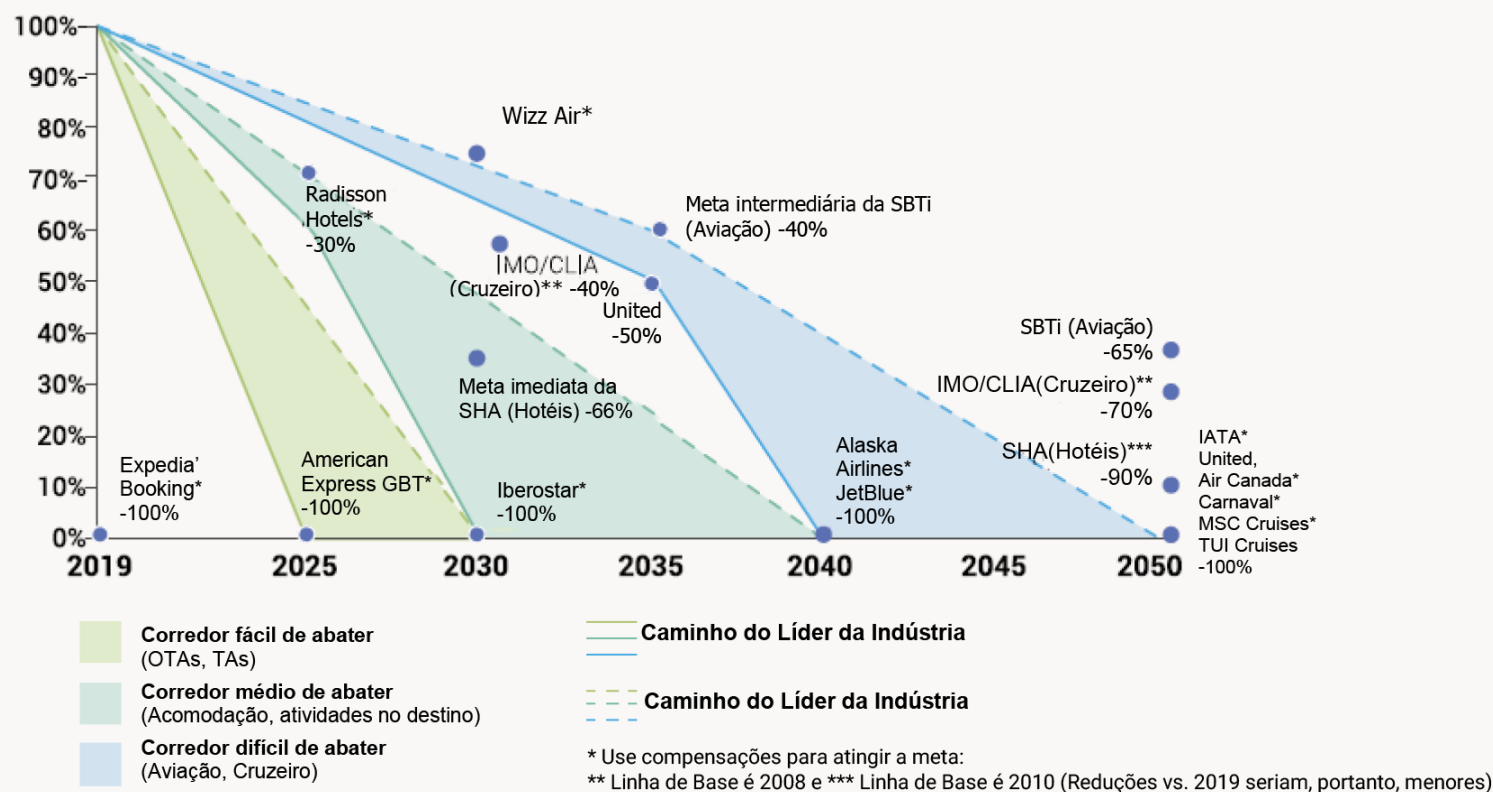 100%
90%
80%
70%
60%
50%
40%
30%
20%
10%
0%
Wizz Air*
Radisson
Hotels*
-30%
Meta intermediária da SBTi
(Aviação) -40%
IMO/CLIA
(Cruzeiro)** -40%
United
-50%
Meta imediata da
SHA (Hotéis) -66%
SBTi (Aviação)
-65%
IMO/CLIA(Cruzeiro)**
-70%
SHA(Hotéis)***
-90%
Expedia’
Booking*
-100%
American
Express GBT*
-100%
Iberostar*
-100%
Alaska
Airlines*
JetBlue*
-100%
IATA*
United,
Air Canada*
Carnaval*
MSC Cruises*
TUI Cruises
-100%
2019 2025 2030 2035 2040 2045 2050
Corredor fácil de abater
(OTAs, TAs)
Corredor médio de abater
(Acomodação, atividades no destino)
Corredor difícil de abater
(Aviação, Cruzeiro)
Caminho do Líder da Indústria
Caminho do Líder da Indústria
* Use compensações para atingir a meta:
** Linha de Base é 2008 e *** Linha de Base é 2010 (Reduções vs. 2019 seriam, portanto, menores)